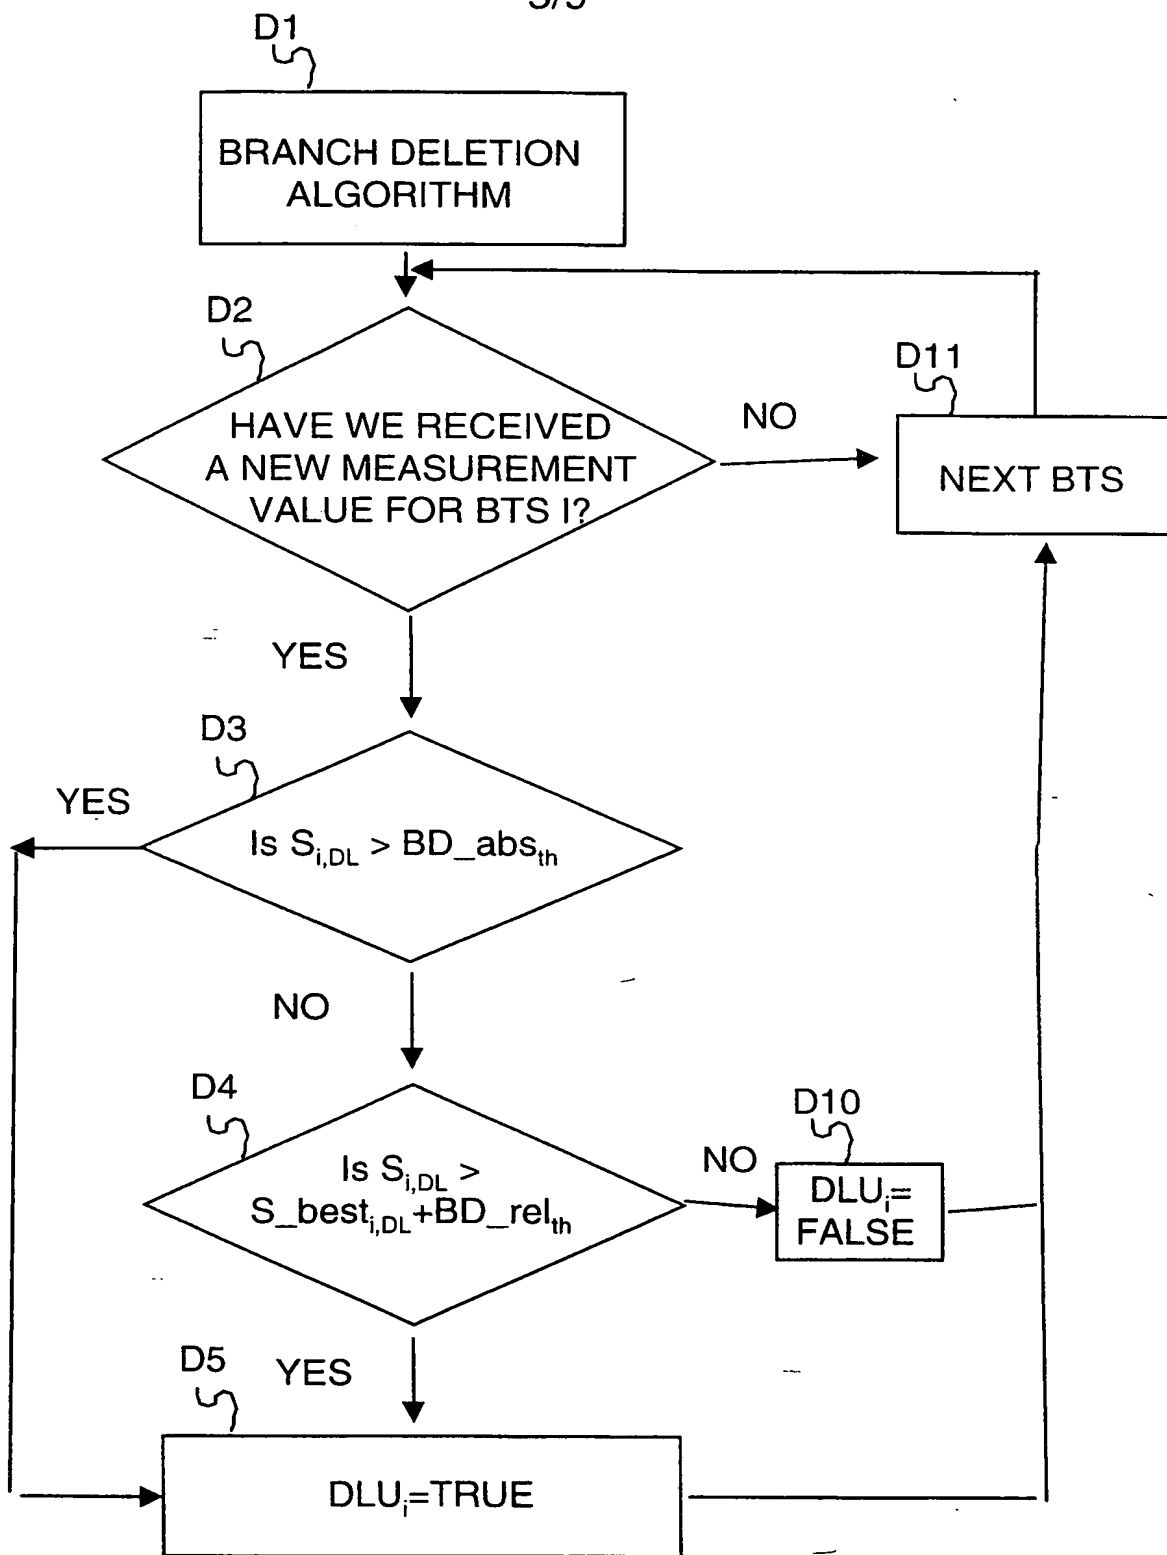 D1
BRANCH DELETION
ALGORITHM
D2
HAVE WE RECEIVED
A NEW MEASUREMENT
VALUE FOR BTS I?
NO
D11
NEXT BTS
YES
D3
YES
Is S_{i,DL} > BD_abs_{th}
NO
D4
Is S_{i,DL} >
S_best_{i,DL}+BD_rel_{th}
NO
D10
DLU_i=
FALSE
YES
D5
DLU_i=TRUE